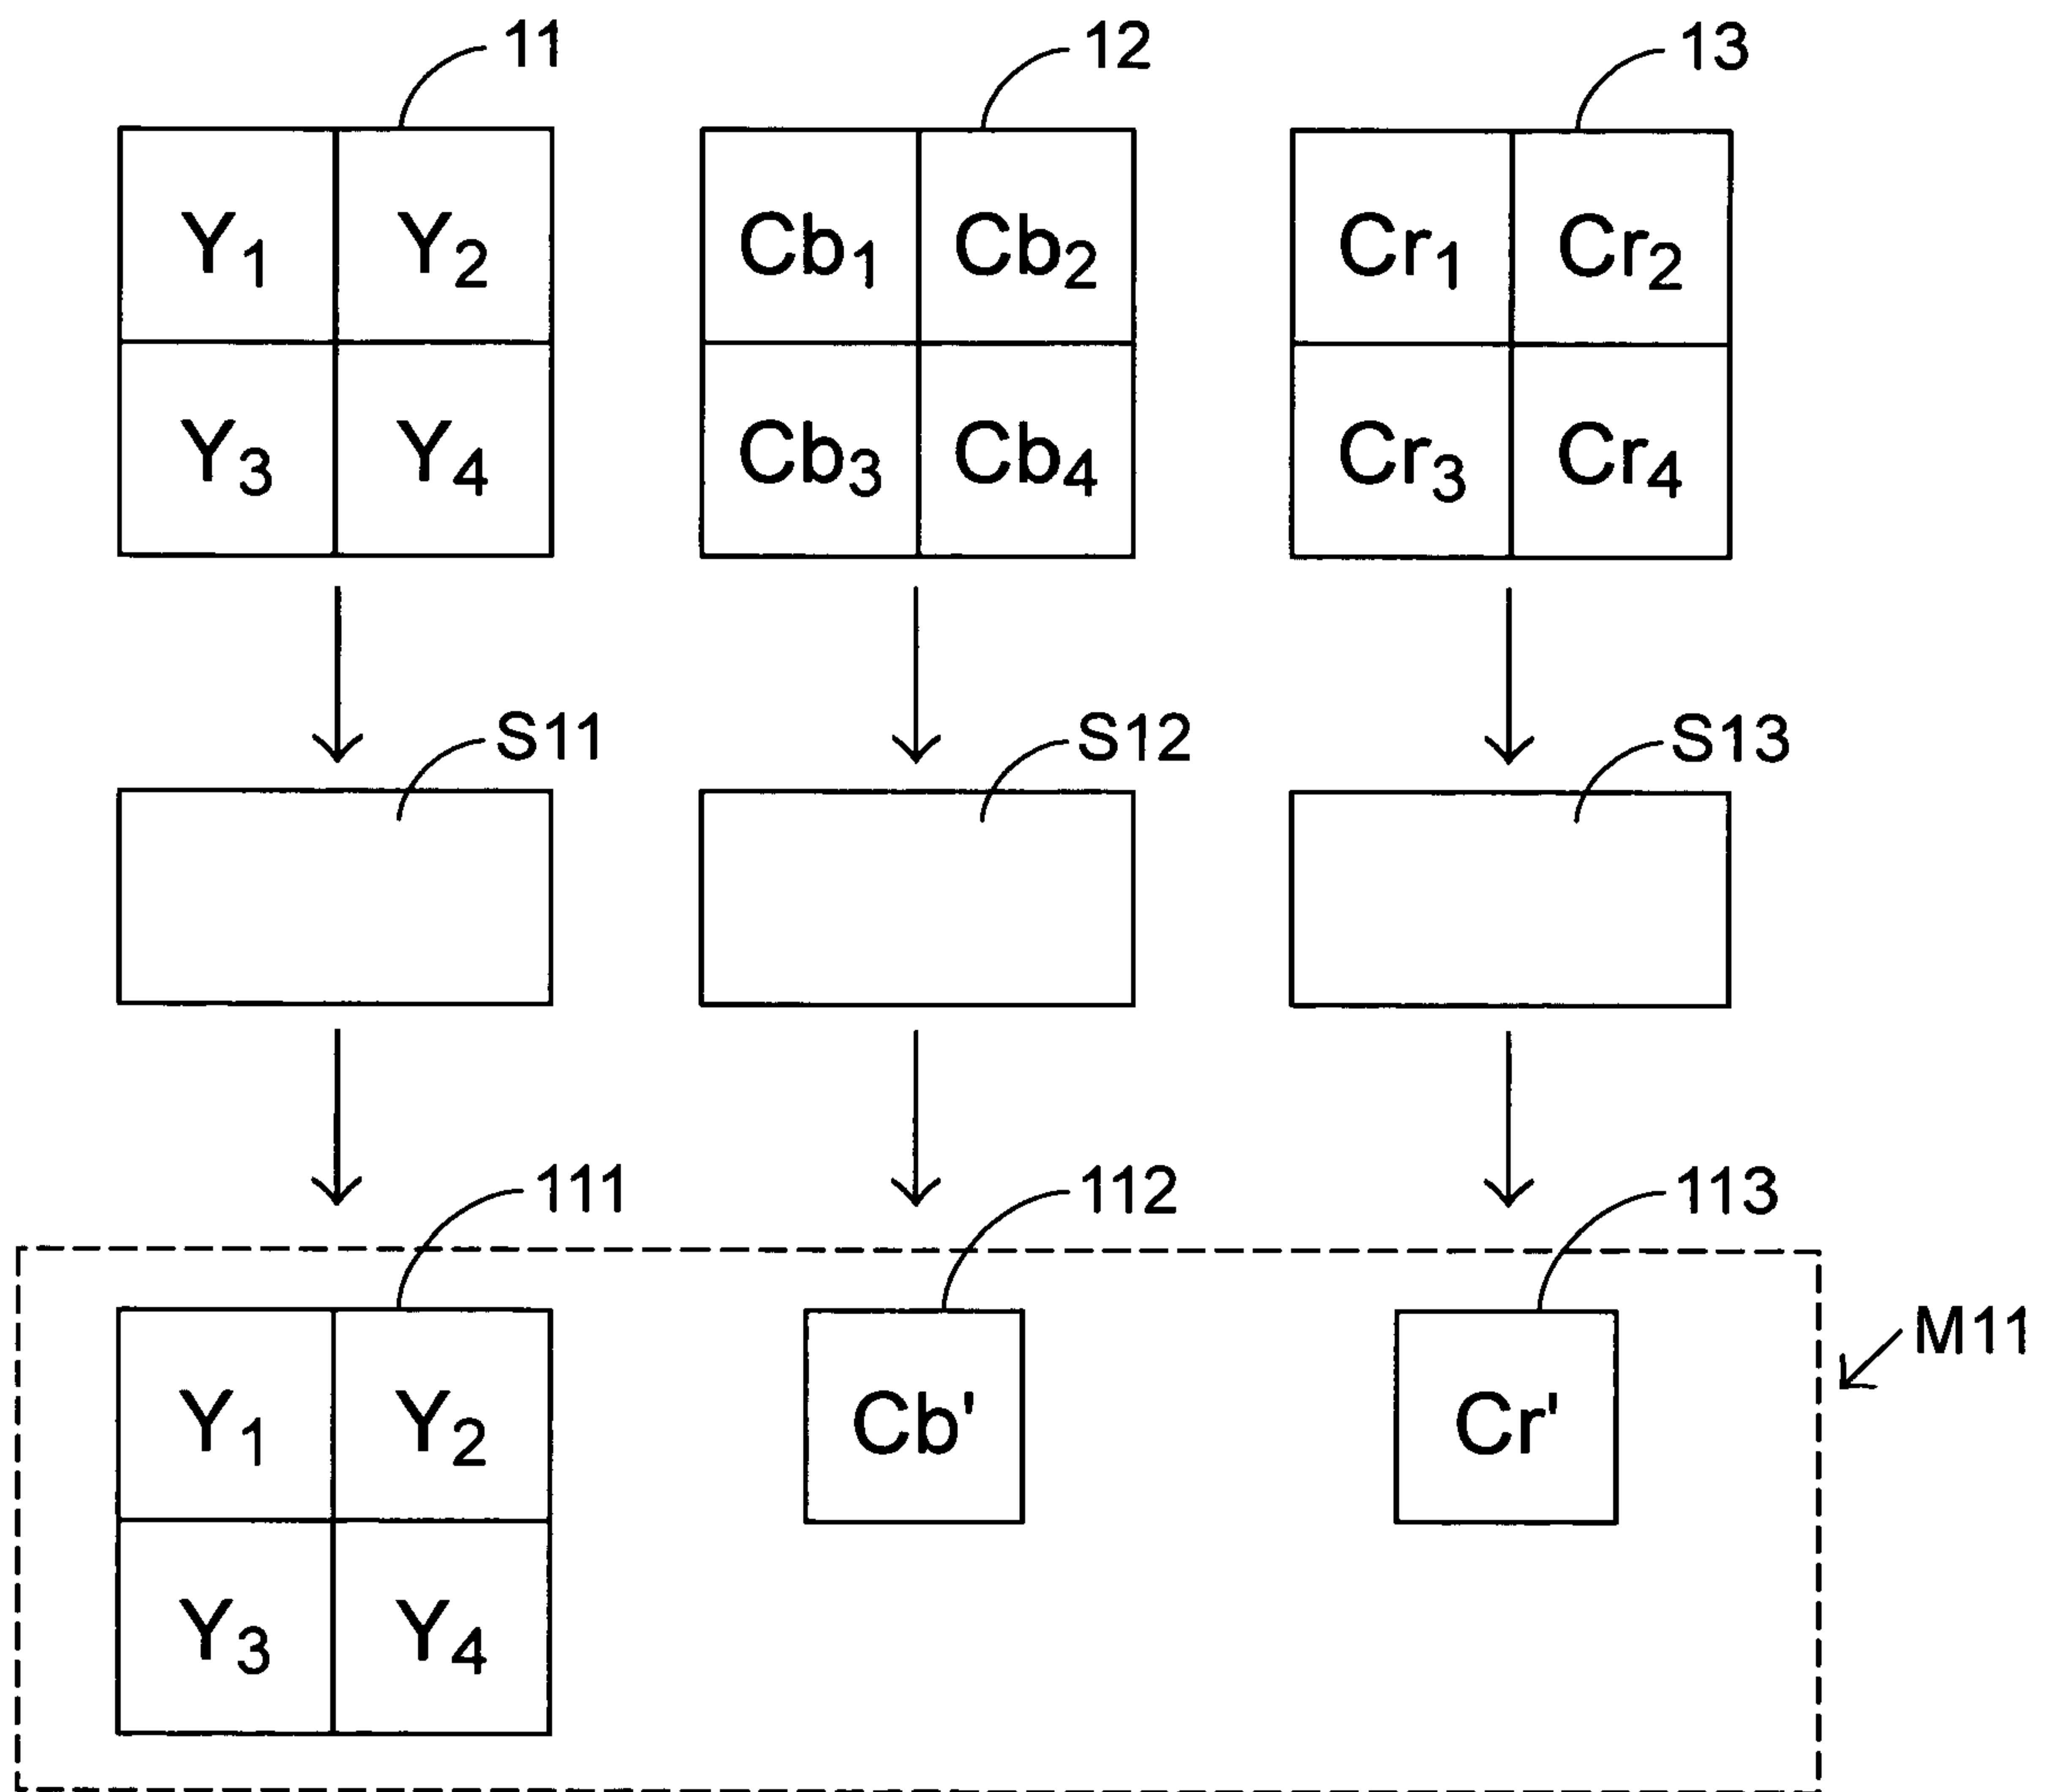 11 12 13
Y1 Y2 Cb1 Cb2 Cr1 Cr2
Y3 Y4 Cb3 Cb4 Cr3 Cr4
S11 S12 S13
111 112 113
M11
Y1 Y2 Cb' Cr'
Y3 Y4